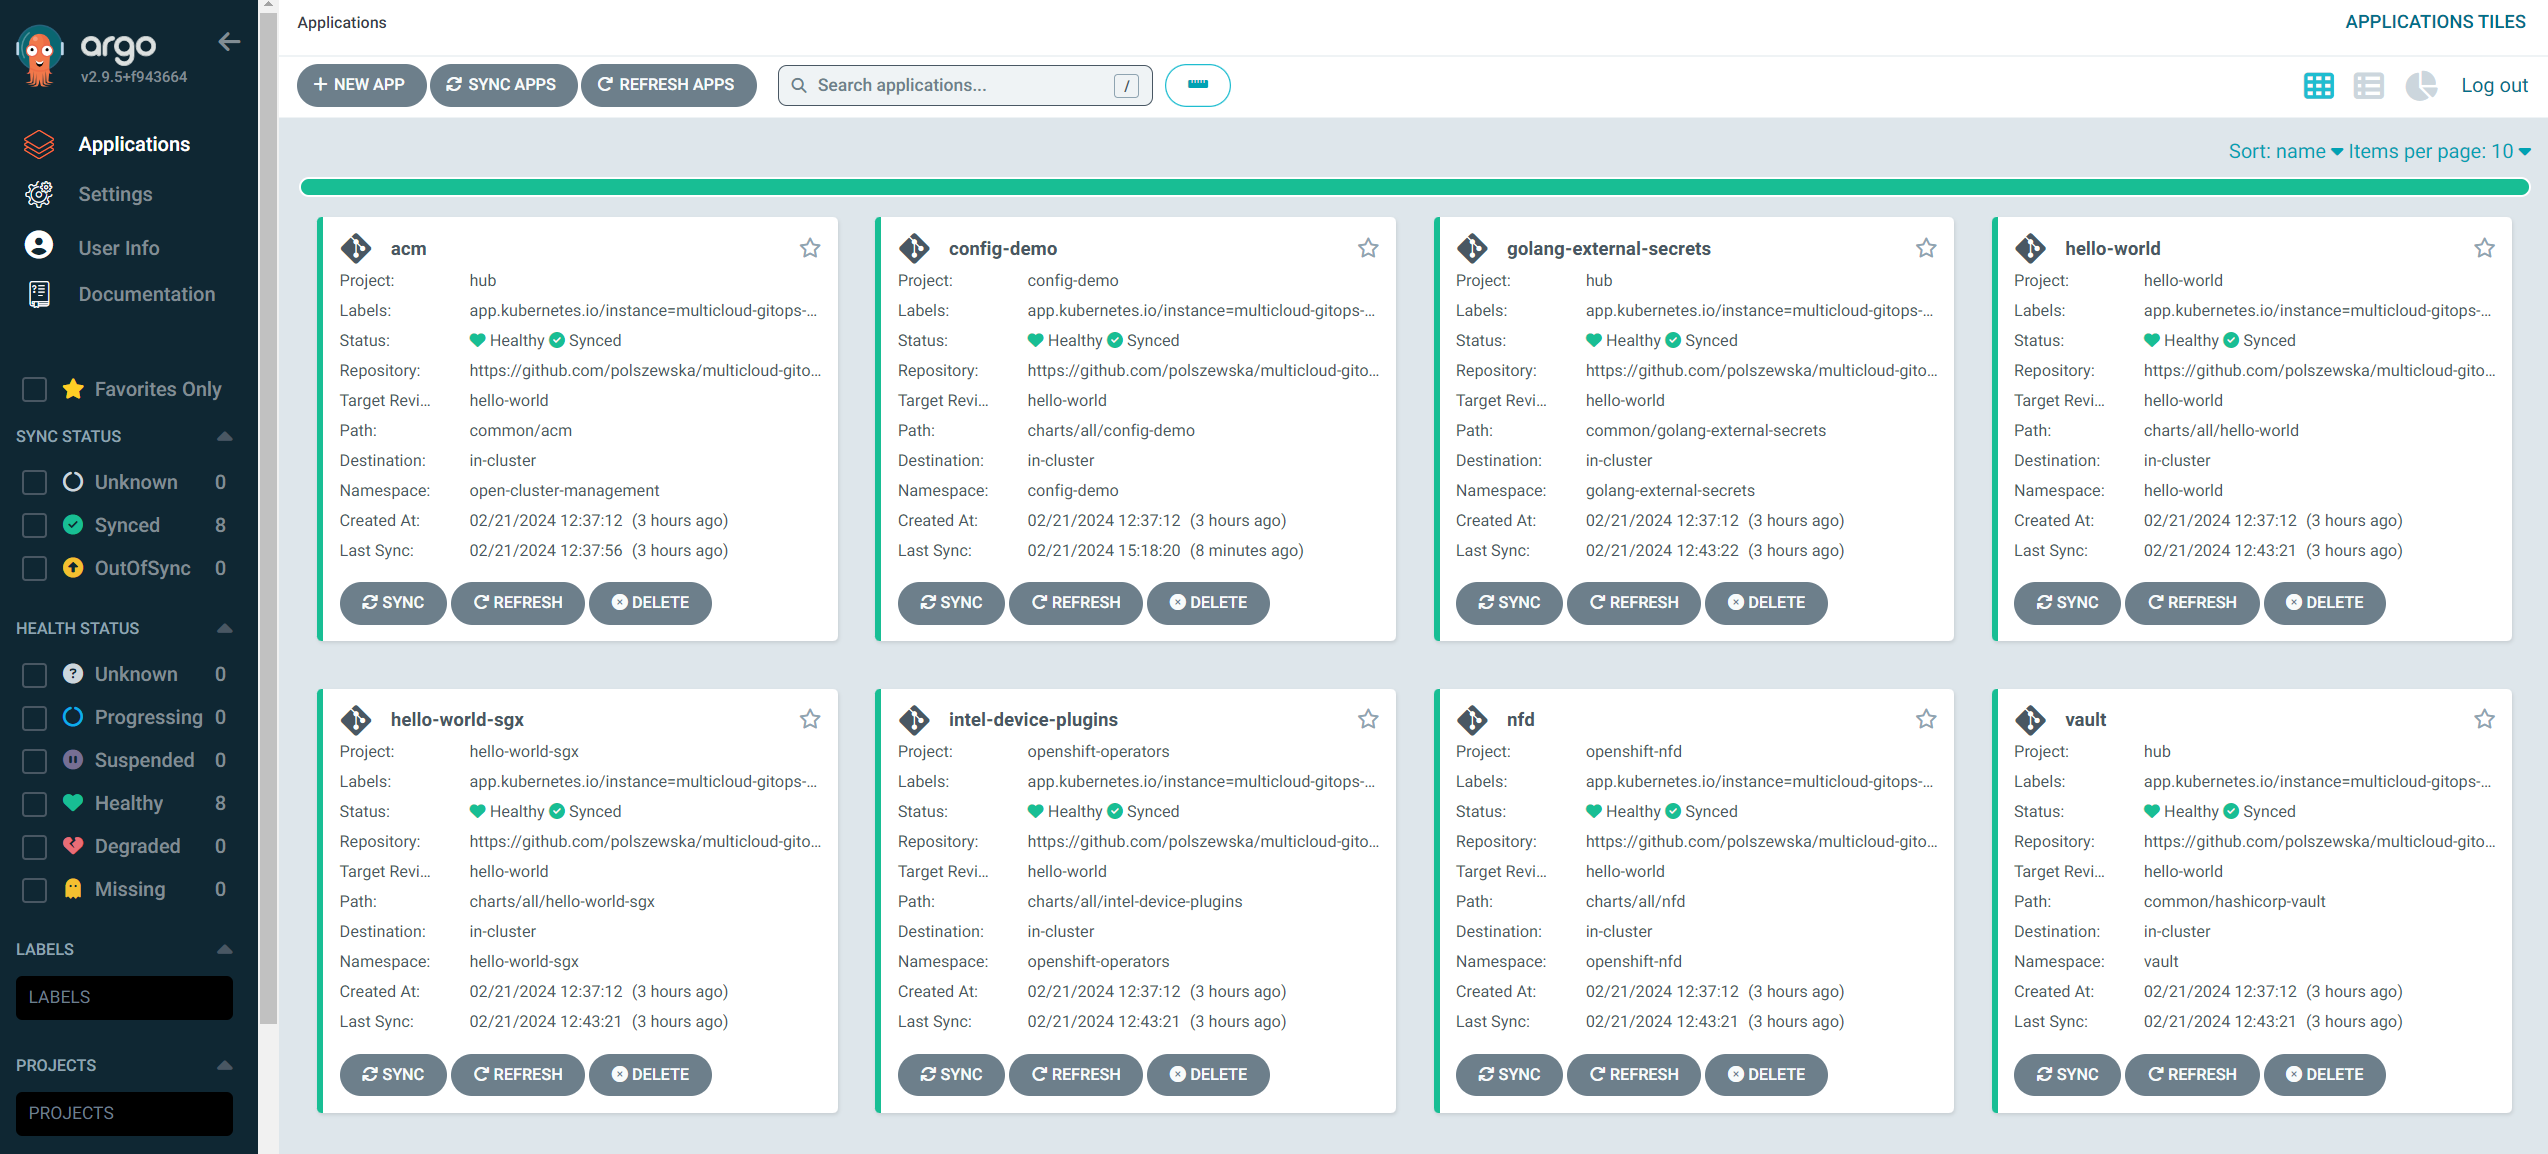 argo
v2.9.5+f943664
Applications
Settings
User Info
Documentation
Favorites Only
SYNC STATUS
Unknown 0
Synced 8
OutOfSync 0
HEALTH STATUS
Unknown 0
Progressing 0
Suspended 0
Healthy 8
Degraded 0
Missing 0
LABELS
LABELS
PROJECTS
PROJECTS
Applications
APPLICATIONS TILES
+ NEW APP SYNC APPS REFRESH APPS Search applications... / Log out
Sort: name Items per page: 10
acm
Project: hub
Labels: app.kubernetes.io/instance=multicloud-gitops-...
Status: Healthy Synced
Repository: https://github.com/polszewska/multicloud-gito...
Target Revi... hello-world
Path: common/acm
Destination: in-cluster
Namespace: open-cluster-management
Created At: 02/21/2024 12:37:12 (3 hours ago)
Last Sync: 02/21/2024 12:37:56 (3 hours ago)
SYNC REFRESH DELETE
config-demo
Project: config-demo
Labels: app.kubernetes.io/instance=multicloud-gitops-...
Status: Healthy Synced
Repository: https://github.com/polszewska/multicloud-gito...
Target Revi... hello-world
Path: charts/all/config-demo
Destination: in-cluster
Namespace: config-demo
Created At: 02/21/2024 12:37:12 (3 hours ago)
Last Sync: 02/21/2024 15:18:20 (8 minutes ago)
SYNC REFRESH DELETE
golang-external-secrets
Project: hub
Labels: app.kubernetes.io/instance=multicloud-gitops-...
Status: Healthy Synced
Repository: https://github.com/polszewska/multicloud-gito...
Target Revi... hello-world
Path: common/golang-external-secrets
Destination: in-cluster
Namespace: golang-external-secrets
Created At: 02/21/2024 12:37:12 (3 hours ago)
Last Sync: 02/21/2024 12:43:22 (3 hours ago)
SYNC REFRESH DELETE
hello-world
Project: hello-world
Labels: app.kubernetes.io/instance=multicloud-gitops-...
Status: Healthy Synced
Repository: https://github.com/polszewska/multicloud-gito...
Target Revi... hello-world
Path: charts/all/hello-world
Destination: in-cluster
Namespace: hello-world
Created At: 02/21/2024 12:37:12 (3 hours ago)
Last Sync: 02/21/2024 12:43:21 (3 hours ago)
SYNC REFRESH DELETE
hello-world-sgx
Project: hello-world-sgx
Labels: app.kubernetes.io/instance=multicloud-gitops-...
Status: Healthy Synced
Repository: https://github.com/polszewska/multicloud-gito...
Target Revi... hello-world
Path: charts/all/hello-world-sgx
Destination: in-cluster
Namespace: hello-world-sgx
Created At: 02/21/2024 12:37:12 (3 hours ago)
Last Sync: 02/21/2024 12:43:21 (3 hours ago)
SYNC REFRESH DELETE
intel-device-plugins
Project: openshift-operators
Labels: app.kubernetes.io/instance=multicloud-gitops-...
Status: Healthy Synced
Repository: https://github.com/polszewska/multicloud-gito...
Target Revi... hello-world
Path: charts/all/intel-device-plugins
Destination: in-cluster
Namespace: openshift-operators
Created At: 02/21/2024 12:37:12 (3 hours ago)
Last Sync: 02/21/2024 12:43:21 (3 hours ago)
SYNC REFRESH DELETE
nfd
Project: openshift-nfd
Labels: app.kubernetes.io/instance=multicloud-gitops-...
Status: Healthy Synced
Repository: https://github.com/polszewska/multicloud-gito...
Target Revi... hello-world
Path: charts/all/nfd
Destination: in-cluster
Namespace: openshift-nfd
Created At: 02/21/2024 12:37:12 (3 hours ago)
Last Sync: 02/21/2024 12:43:21 (3 hours ago)
SYNC REFRESH DELETE
vault
Project: hub
Labels: app.kubernetes.io/instance=multicloud-gitops-...
Status: Healthy Synced
Repository: https://github.com/polszewska/multicloud-gito...
Target Revi... hello-world
Path: common/hashicorp-vault
Destination: in-cluster
Namespace: vault
Created At: 02/21/2024 12:37:12 (3 hours ago)
Last Sync: 02/21/2024 12:43:21 (3 hours ago)
SYNC REFRESH DELETE